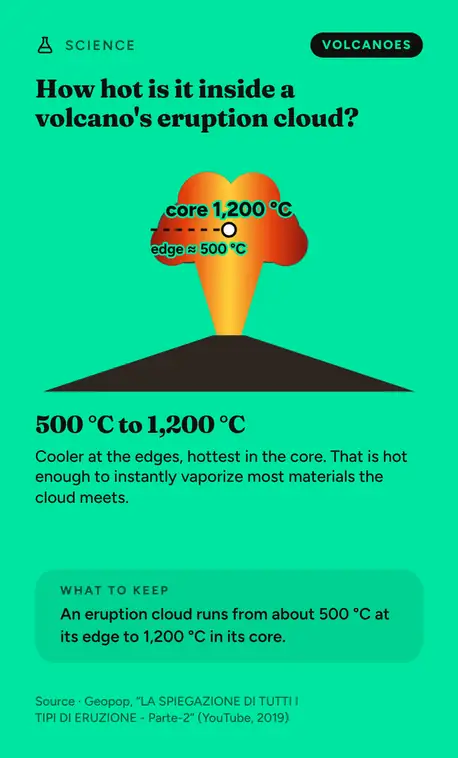 SCIENCE
VOLCANOES
How hot is it inside a
volcano's eruption cloud?
core 1,200 °C
edge ≈ 500 °C
500 °C to 1,200 °C
Cooler at the edges, hottest in the core. That is hot
enough to instantly vaporize most materials the
cloud meets.
WHAT TO KEEP
An eruption cloud runs from about 500 °C at
its edge to 1,200 °C in its core.
Source · Geopop, "LA SPIEGAZIONE DI TUTTI I
TIPI DI ERUZIONE - Parte-2" (YouTube, 2019)